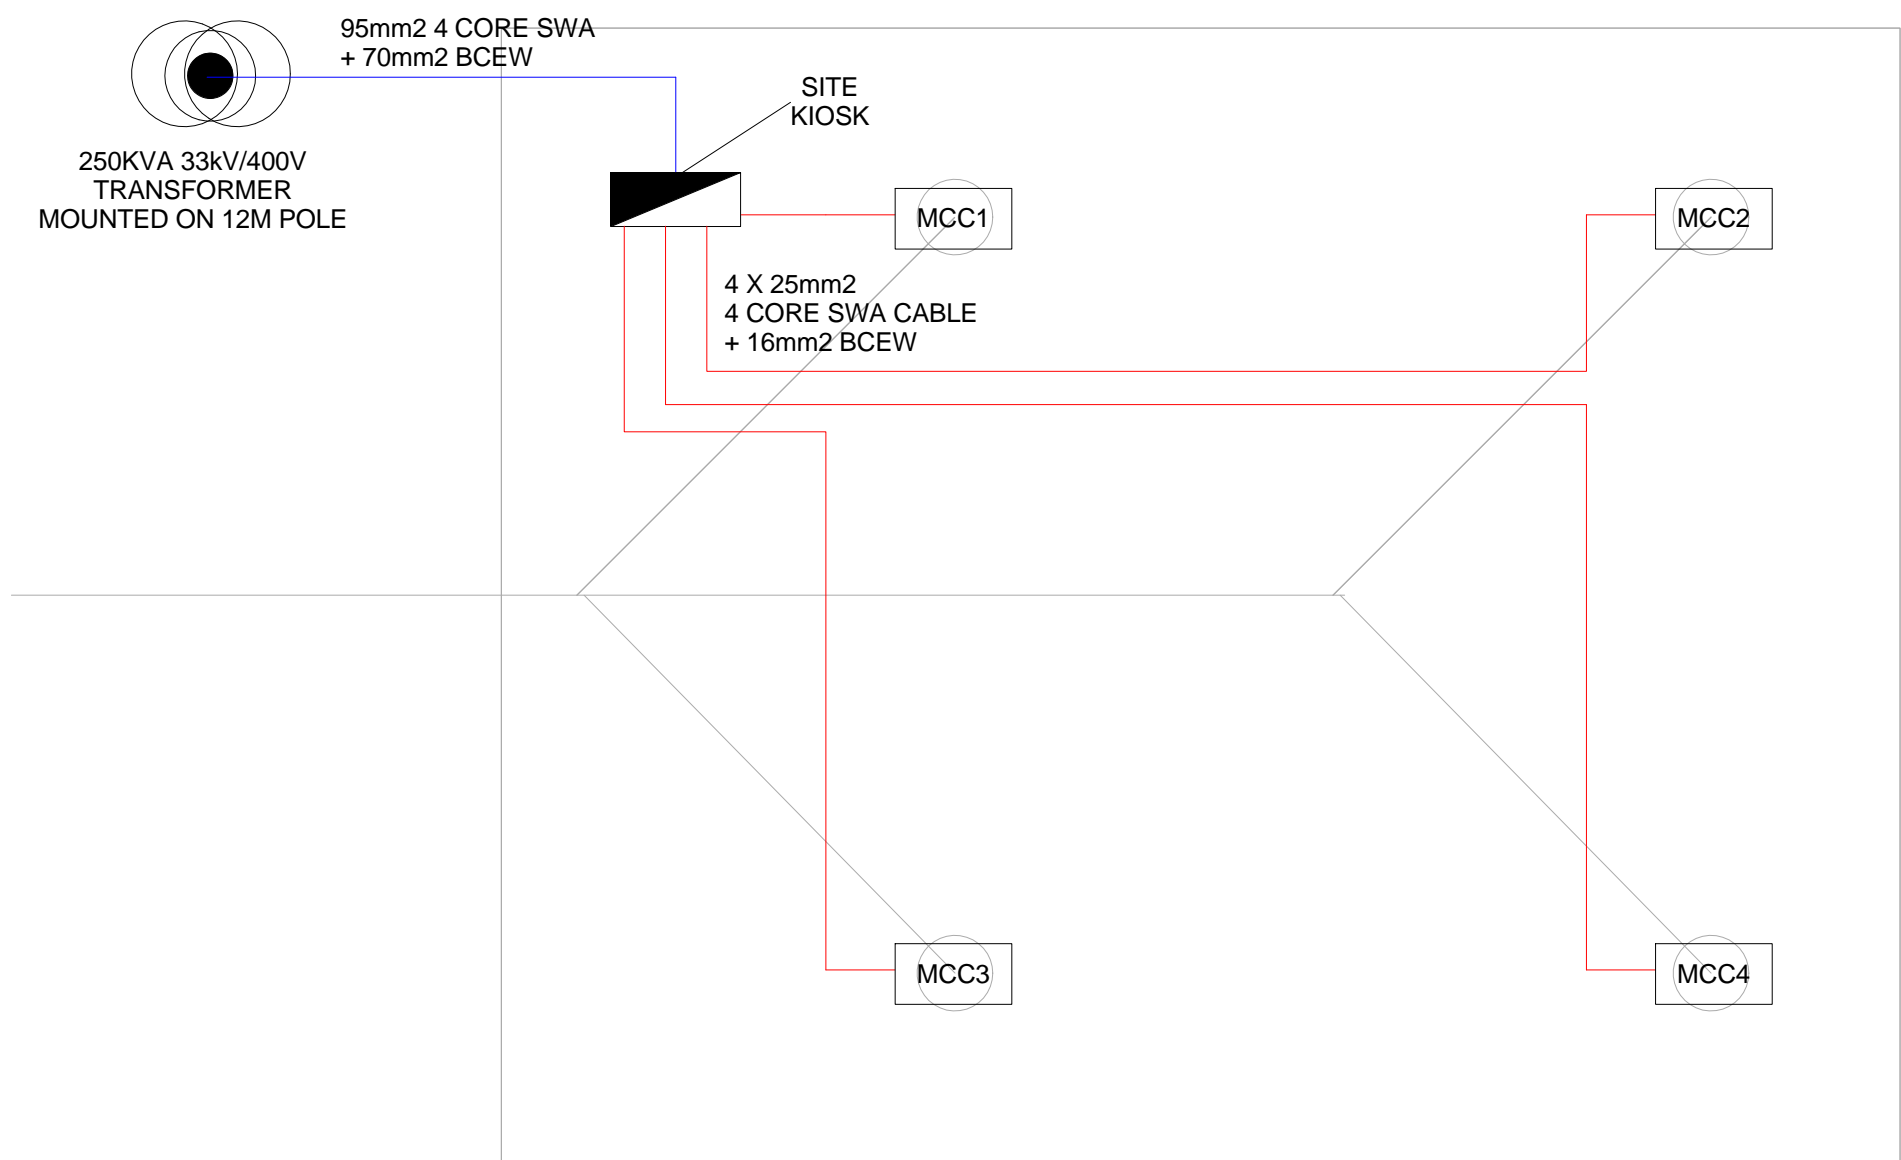 95mm2 4 CORE SWA
+ 70mm2 BCEW
SITE
KIOSK
250KVA 33kV/400V
TRANSFORMER
MOUNTED ON 12M POLE
MCC1
MCC2
4 X 25mm2
4 CORE SWA CABLE
+ 16mm2 BCEW
MCC3
MCC4